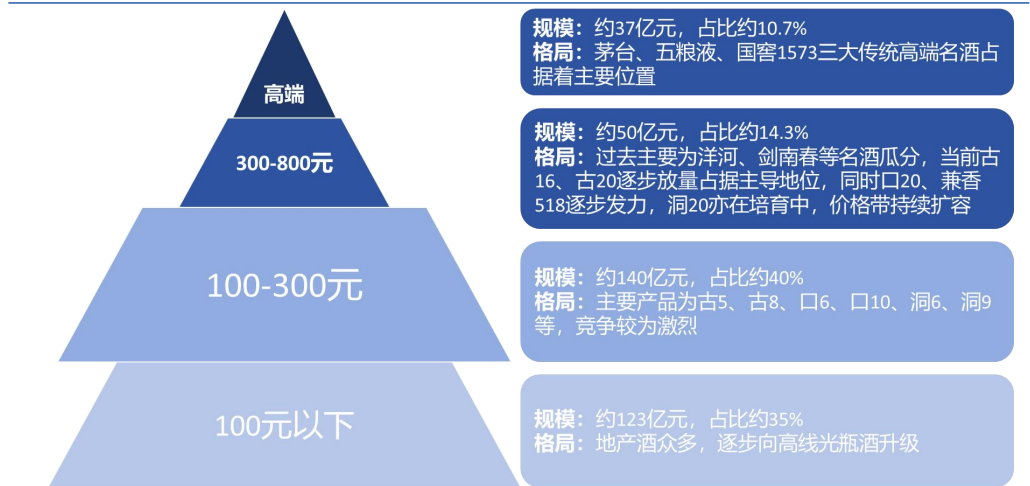 高端
规模：约37亿元，占比约10.7%
格局：茅台、五粮液、国窖1573三大传统高端名酒占
据着主要位置
300-800元
规模：约50亿元，占比约14.3%
格局：过去主要为洋河、剑南春等名酒瓜分，当前古
16、古20逐步放量占据主导地位，同时口20、兼香
518逐步发力，洞20亦在培育中，价格带持续扩容
100-300元
规模：约140亿元，占比约40%
格局：主要产品为古5、古8、口6、口10、洞6、洞9
等，竞争较为激烈
100元以下
规模：约123亿元，占比约35%
格局：地产酒众多，逐步向高线光瓶酒升级